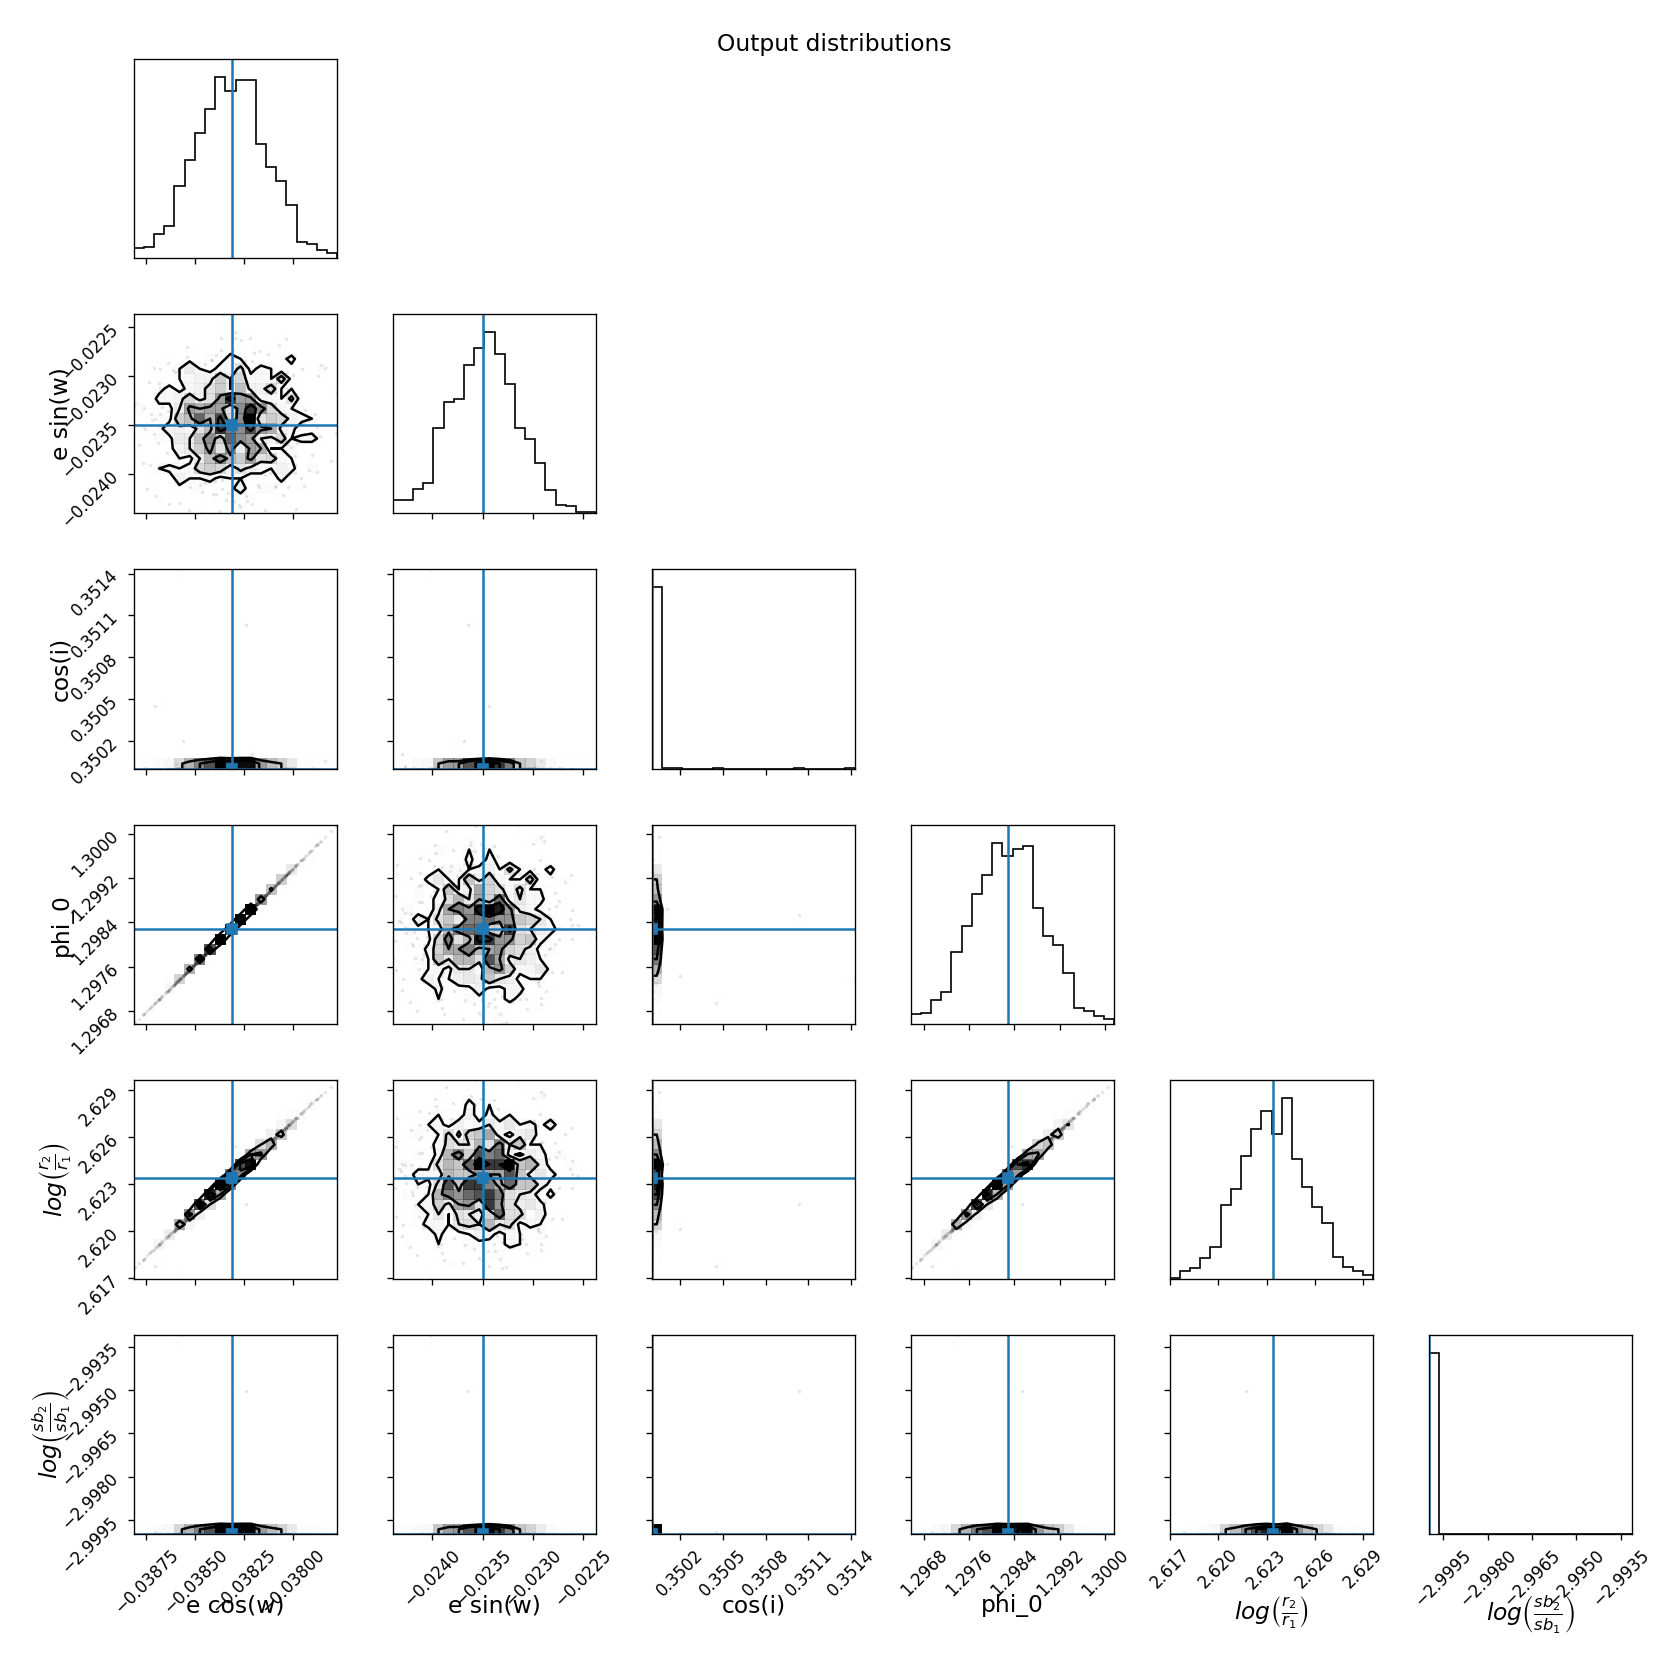 Output distributions
e sin(w)
−0.0225
−0.0230
−0.0235
−0.0240
cos(i)
0.3514
0.3511
0.3508
0.3505
0.3502
phi_0
1.3000
1.2992
1.2984
1.2976
1.2968
log(r₂/r₁)
2.629
2.626
2.623
2.620
2.617
log(sb₂/sb₁)
−2.9935
−2.9950
−2.9965
−2.9980
−2.9995
−0.03875 −0.03850 −0.03825 −0.03800
e cos(w)
−0.0240 −0.0235 −0.0230 −0.0225
e sin(w)
0.3502 0.3505 0.3508 0.3511 0.3514
cos(i)
1.2968 1.2976 1.2984 1.2992 1.3000
phi_0
2.617 2.620 2.623 2.626 2.629
log(r₂/r₁)
−2.9995 −2.9980 −2.9965 −2.9950 −2.9935
log(sb₂/sb₁)